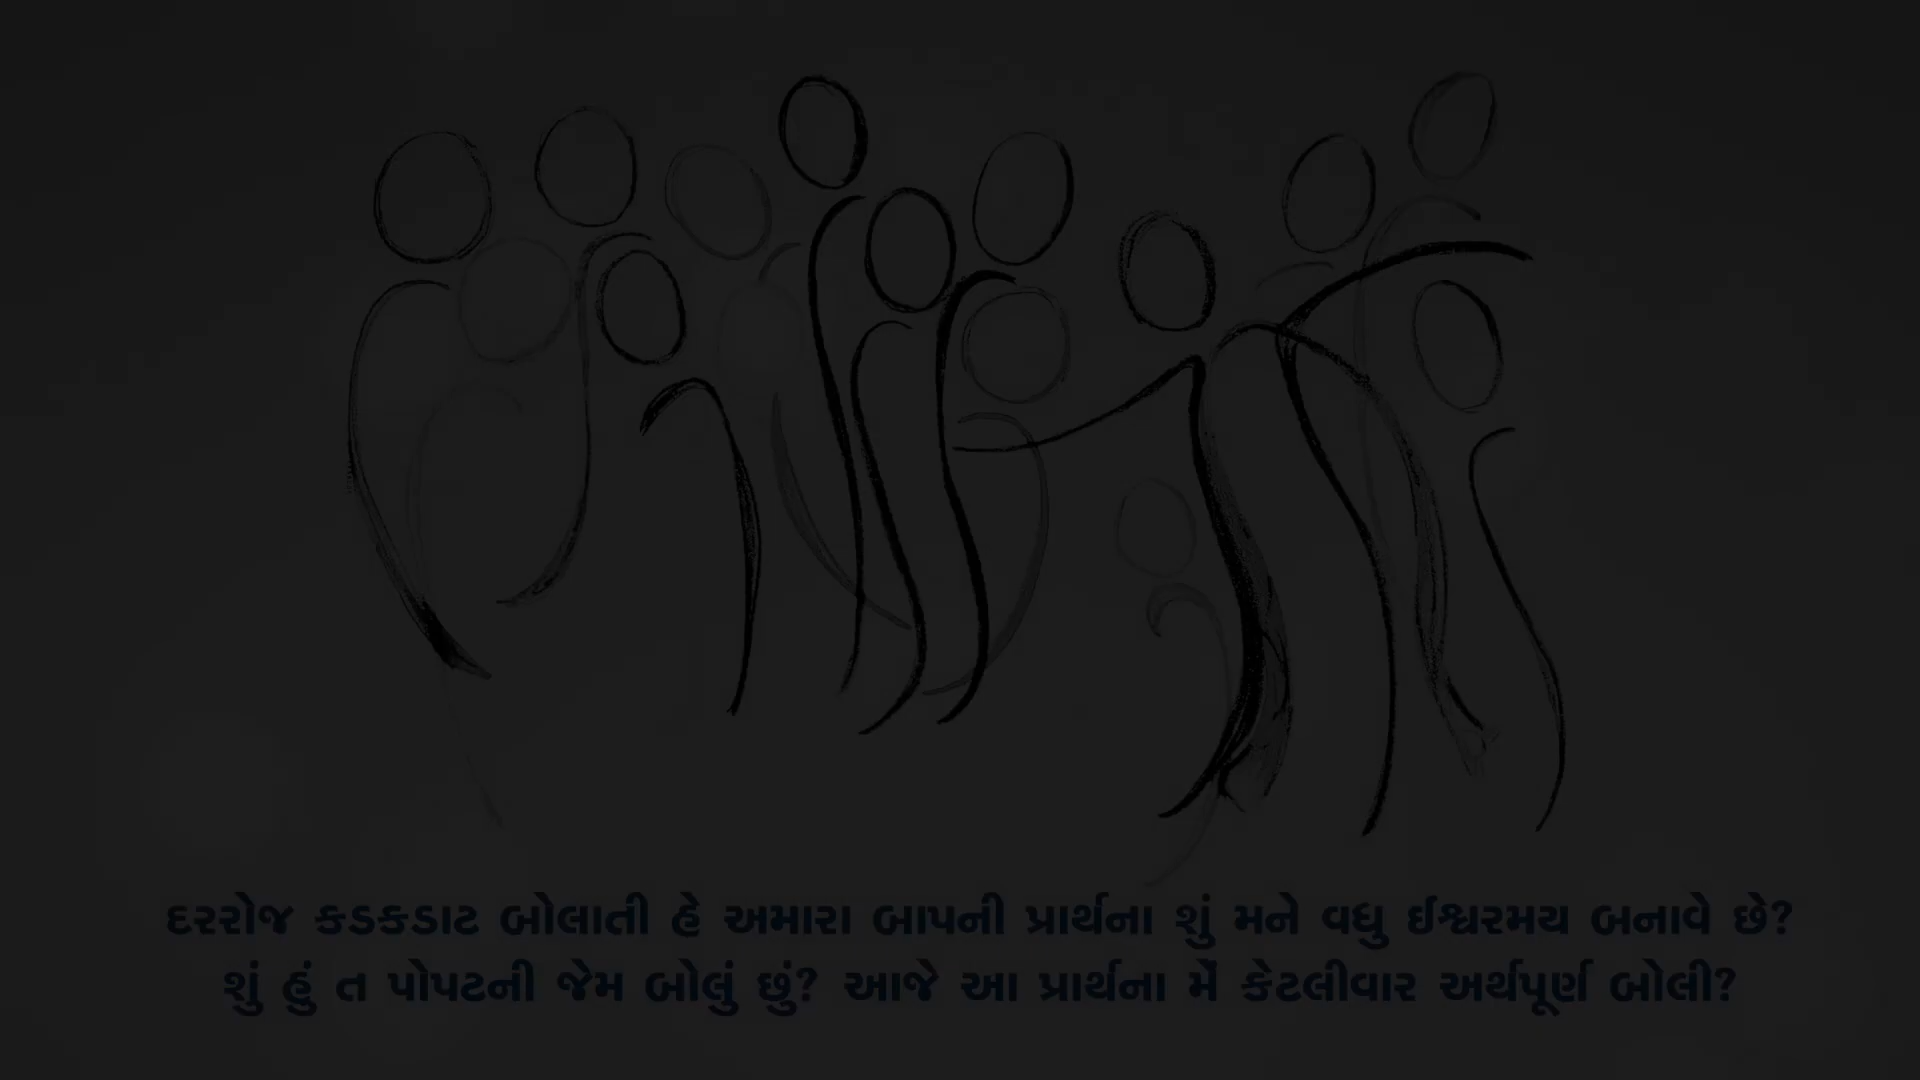 દરરોજ કડકડાટ બોલાતી હે અમારા બાપની પ્રાર્થના શું મને વધુ ઈશ્વરમય બનાવે છે?
શું હું ત પોપટની જેમ બોલું છું? આજે આ પ્રાર્થના મેં કેટલીવાર અર્થપૂર્ણ બોલી?